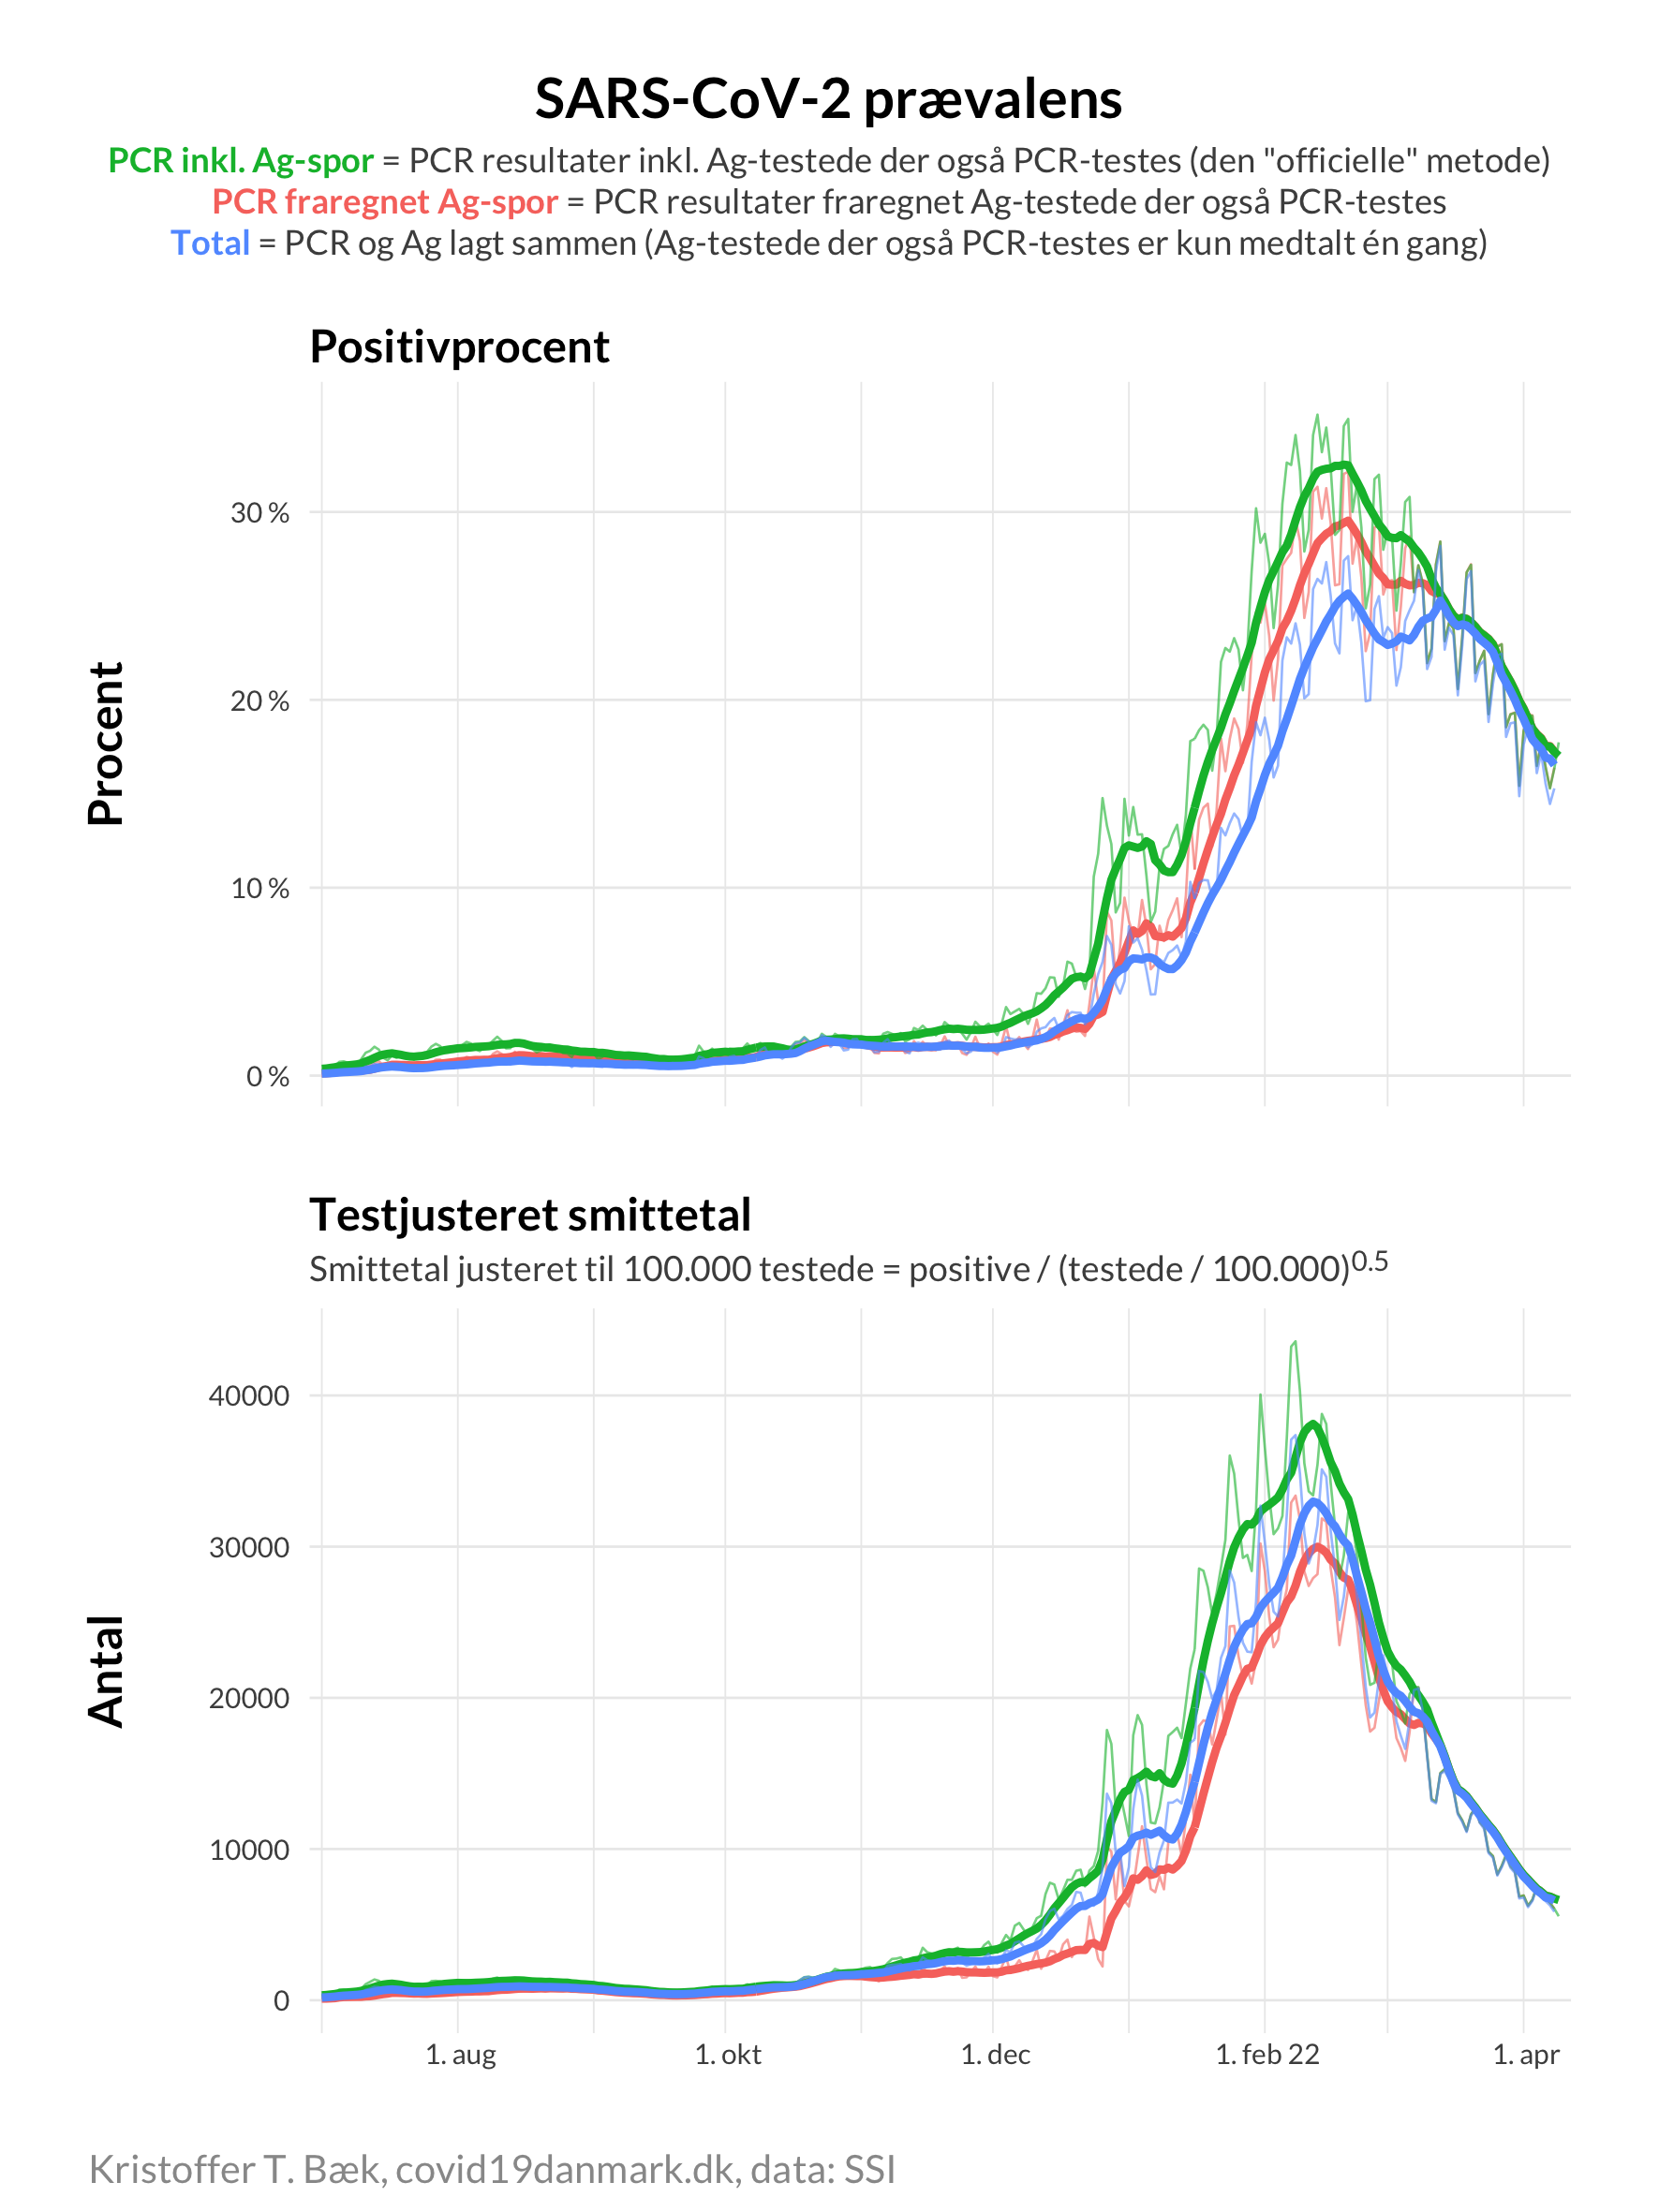 SARS-CoV-2 prævalens
PCR inkl. Ag-spor = PCR resultater inkl. Ag-testede der også PCR-testes (den "officielle" metode)
PCR fraregnet Ag-spor = PCR resultater fraregnet Ag-testede der også PCR-testes
Total = PCR og Ag lagt sammen (Ag-testede der også PCR-testes er kun medtalt én gang)
Positivprocent
Procent
30 %
20 %
10 %
0 %
Testjusteret smittetal
Smittetal justeret til 100.000 testede = positive / (testede / 100.000)^0.5
Antal
40000
30000
20000
10000
0
1. aug
1. okt
1. dec
1. feb 22
1. apr
Kristoffer T. Bæk, covid19danmark.dk, data: SSI